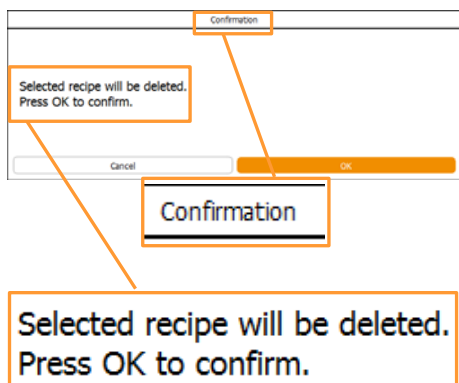 Confirmation
Selected recipe will be deleted.
Press OK to confirm.
Cancel
OK
Confirmation
Selected recipe will be deleted.
Press OK to confirm.